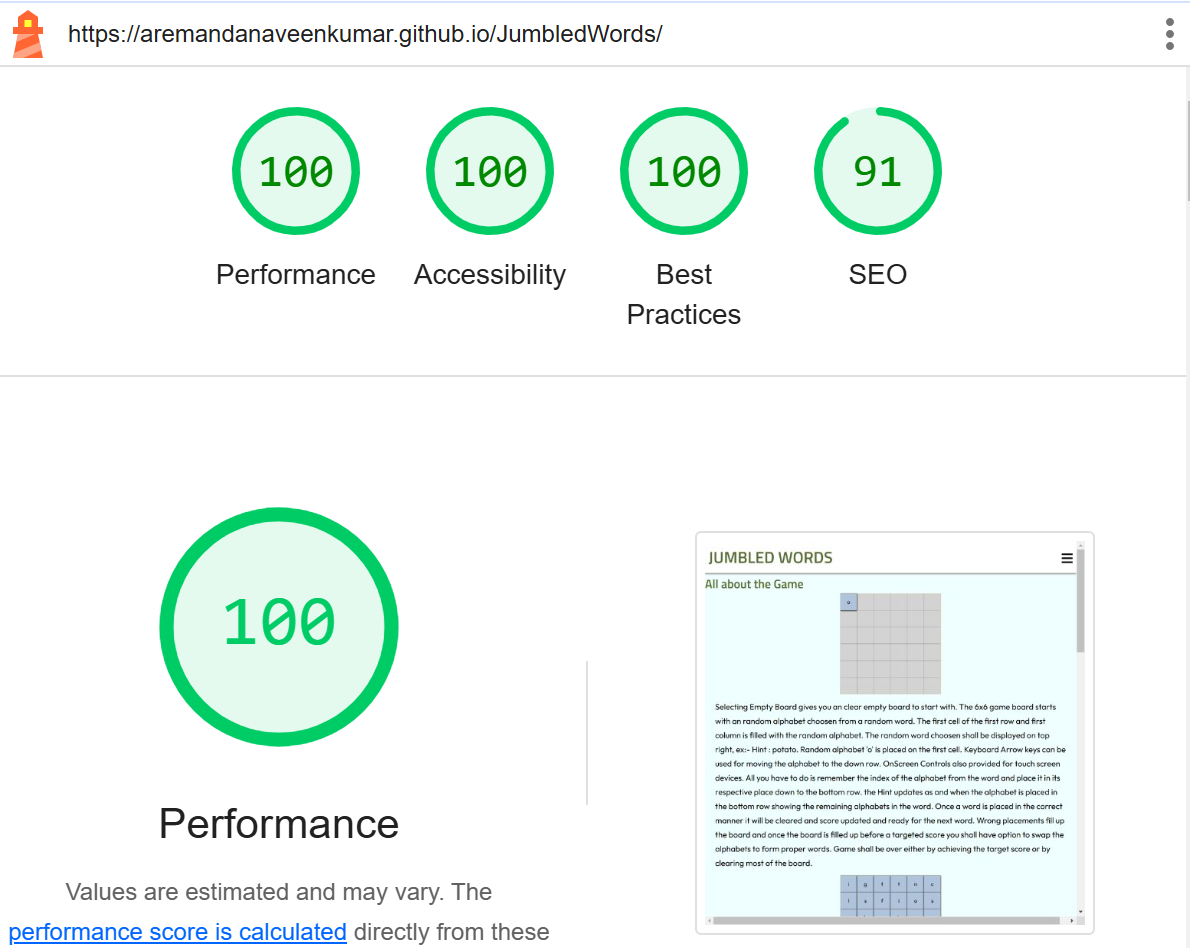 https://aremandanaveenkumar.github.io/JumbledWords/
100
100
100
91
Performance
Accessibility
Best
Practices
SEO
100
Performance
Values are estimated and may vary. The
performance score is calculated directly from these
JUMBLED WORDS
All about the Game
o
Selecting Empty Board gives you an clear empty board to start with. The 6x6 game board starts
with an random alphabet choosen from a random word. The first cell of the first row and first
column is filled with the random alphabet. The random word choosen shall be displayed on top
right, ex:- Hint : potato. Random alphabet 'o' is placed on the first cell. Keyboard Arrow keys can be
used for moving the alphabet to the down row. OnScreen Controls also provided for touch screen
devices. All you have to do is remember the index of the alphabet from the word and place it in its
respective place down to the bottom row. the Hint updates as and when the alphabet is placed in
the bottom row showing the remaining alphabets in the word. Once a word is placed in the correct
manner it will be cleared and score updated and ready for the next word. Wrong placements fill up
the board and once the board is filled up before a targeted score you shall have option to swap the
alphabets to form proper words. Game shall be over either by achieving the target score or by
clearing most of the board.